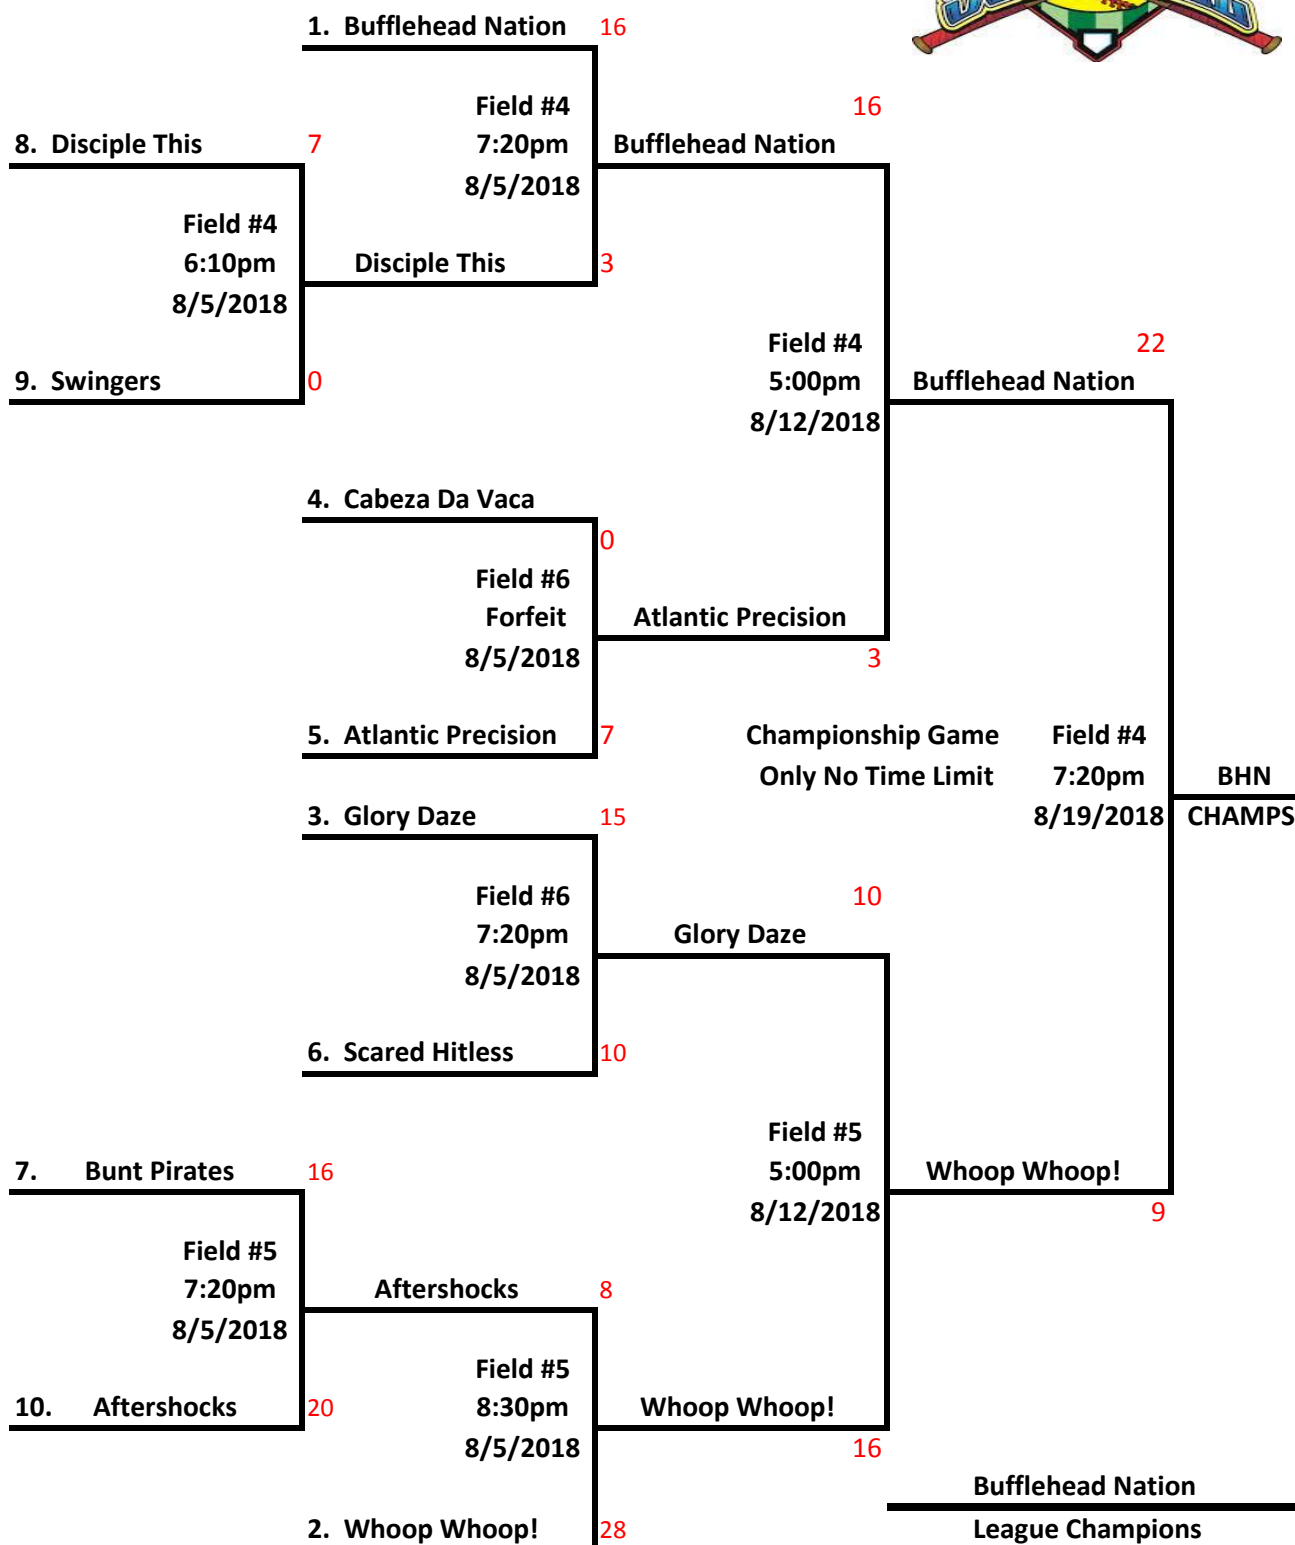 1. Bufflehead Nation 16
Field #4
7:20pm
8/5/2018
16
8. Disciple This 7
Bufflehead Nation
Field #4
6:10pm
8/5/2018
Disciple This 3
9. Swingers 0
Field #4
5:00pm
8/12/2018
22
Bufflehead Nation
4. Cabeza Da Vaca
0
Field #6
Forfeit
8/5/2018
Atlantic Precision
3
5. Atlantic Precision 7
Championship Game
Only No Time Limit
Field #4
7:20pm
8/19/2018
BHN
CHAMPS
3. Glory Daze 15
Field #6
7:20pm
8/5/2018
10
Glory Daze
6. Scared Hitless 10
Field #5
5:00pm
8/12/2018
Whoop Whoop!
9
7. Bunt Pirates 16
Field #5
7:20pm
8/5/2018
Aftershocks 8
10. Aftershocks 20
Field #5
8:30pm
8/5/2018
Whoop Whoop!
16
2. Whoop Whoop! 28
Bufflehead Nation
League Champions